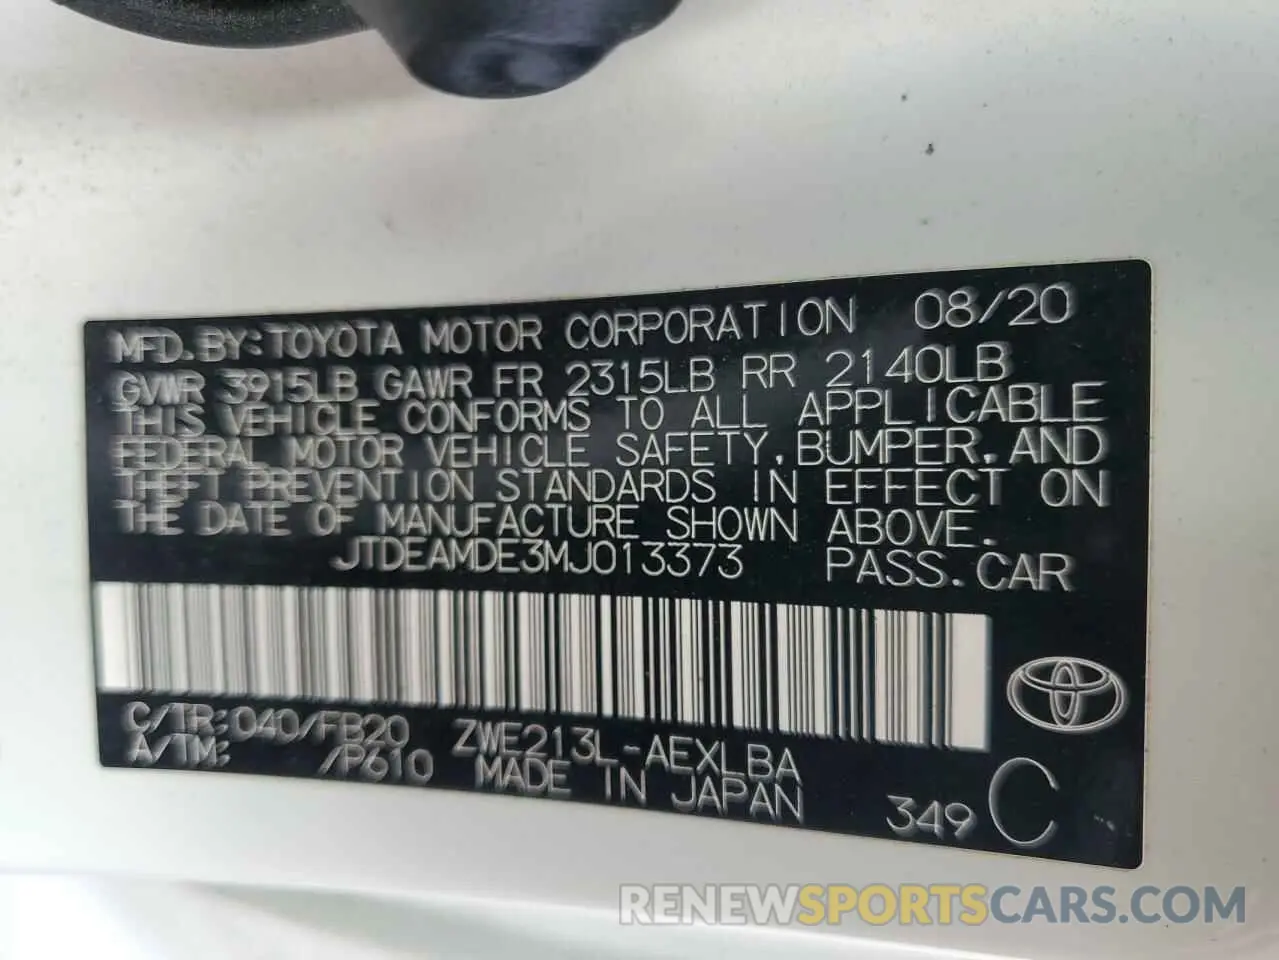 MFD. BY: TOYOTA MOTOR CORPORATION 08/20
GVWR 3915LB GAWR FR 2315LB RR 2140LB
THIS VEHICLE CONFORMS TO ALL APPLICABLE
FEDERAL MOTOR VEHICLE SAFETY, BUMPER, AND
THEFT PREVENTION STANDARDS IN EFFECT ON
THE DATE OF MANUFACTURE SHOWN ABOVE.
JTDEAMDE3MJ013373 PASS. CAR
C/TR: 040/FB20 ZWE213L-AEXLBA
A/TM: /P610 MADE IN JAPAN 349 C
RENEWSPORTSCARS.COM